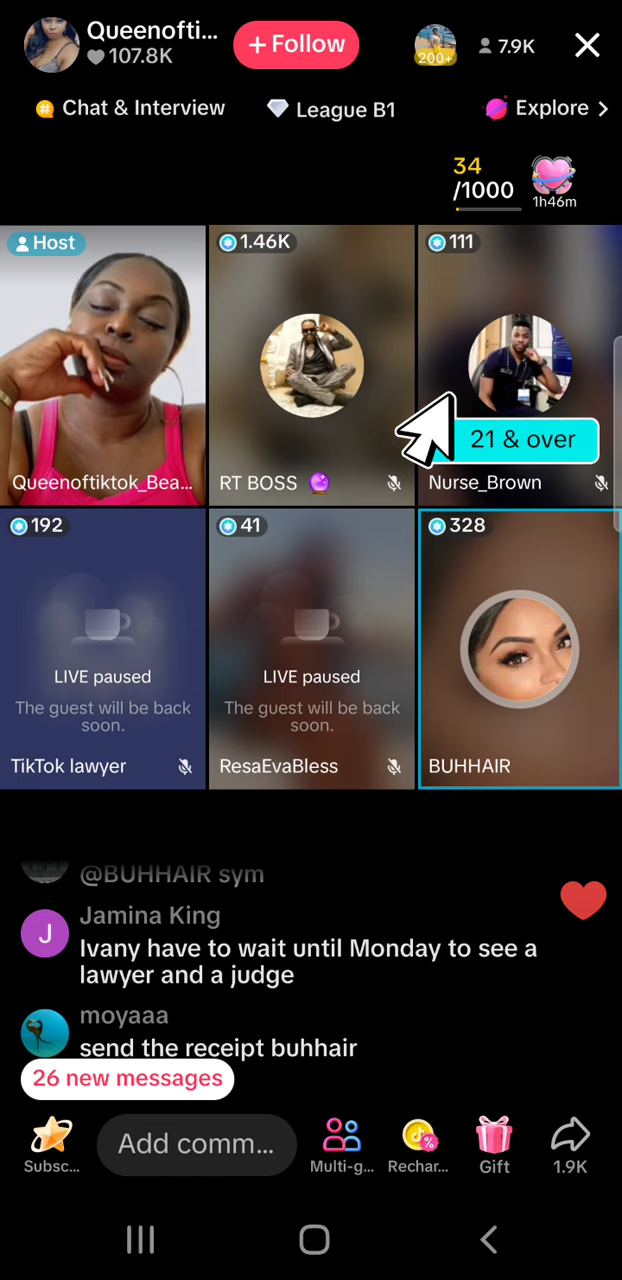 Queenofti...
107.8K
+ Follow
200+
7.9K
Chat & Interview
League B1
Explore >
34
/1000
1h46m
Host
1.46K
111
21 & over
Queenoftiktok_Bea...
RT BOSS
Nurse_Brown
192
41
328
LIVE paused
The guest will be back
soon.
LIVE paused
The guest will be back
soon.
TikTok lawyer
ResaEvaBless
BUHHAIR
@BUHHAIR sym
J
Jamina King
Ivany have to wait until Monday to see a
lawyer and a judge
moyaaa
send the receipt buhhair
26 new messages
Add comm...
Subsc...
Multi-g...
Rechar...
Gift
1.9K